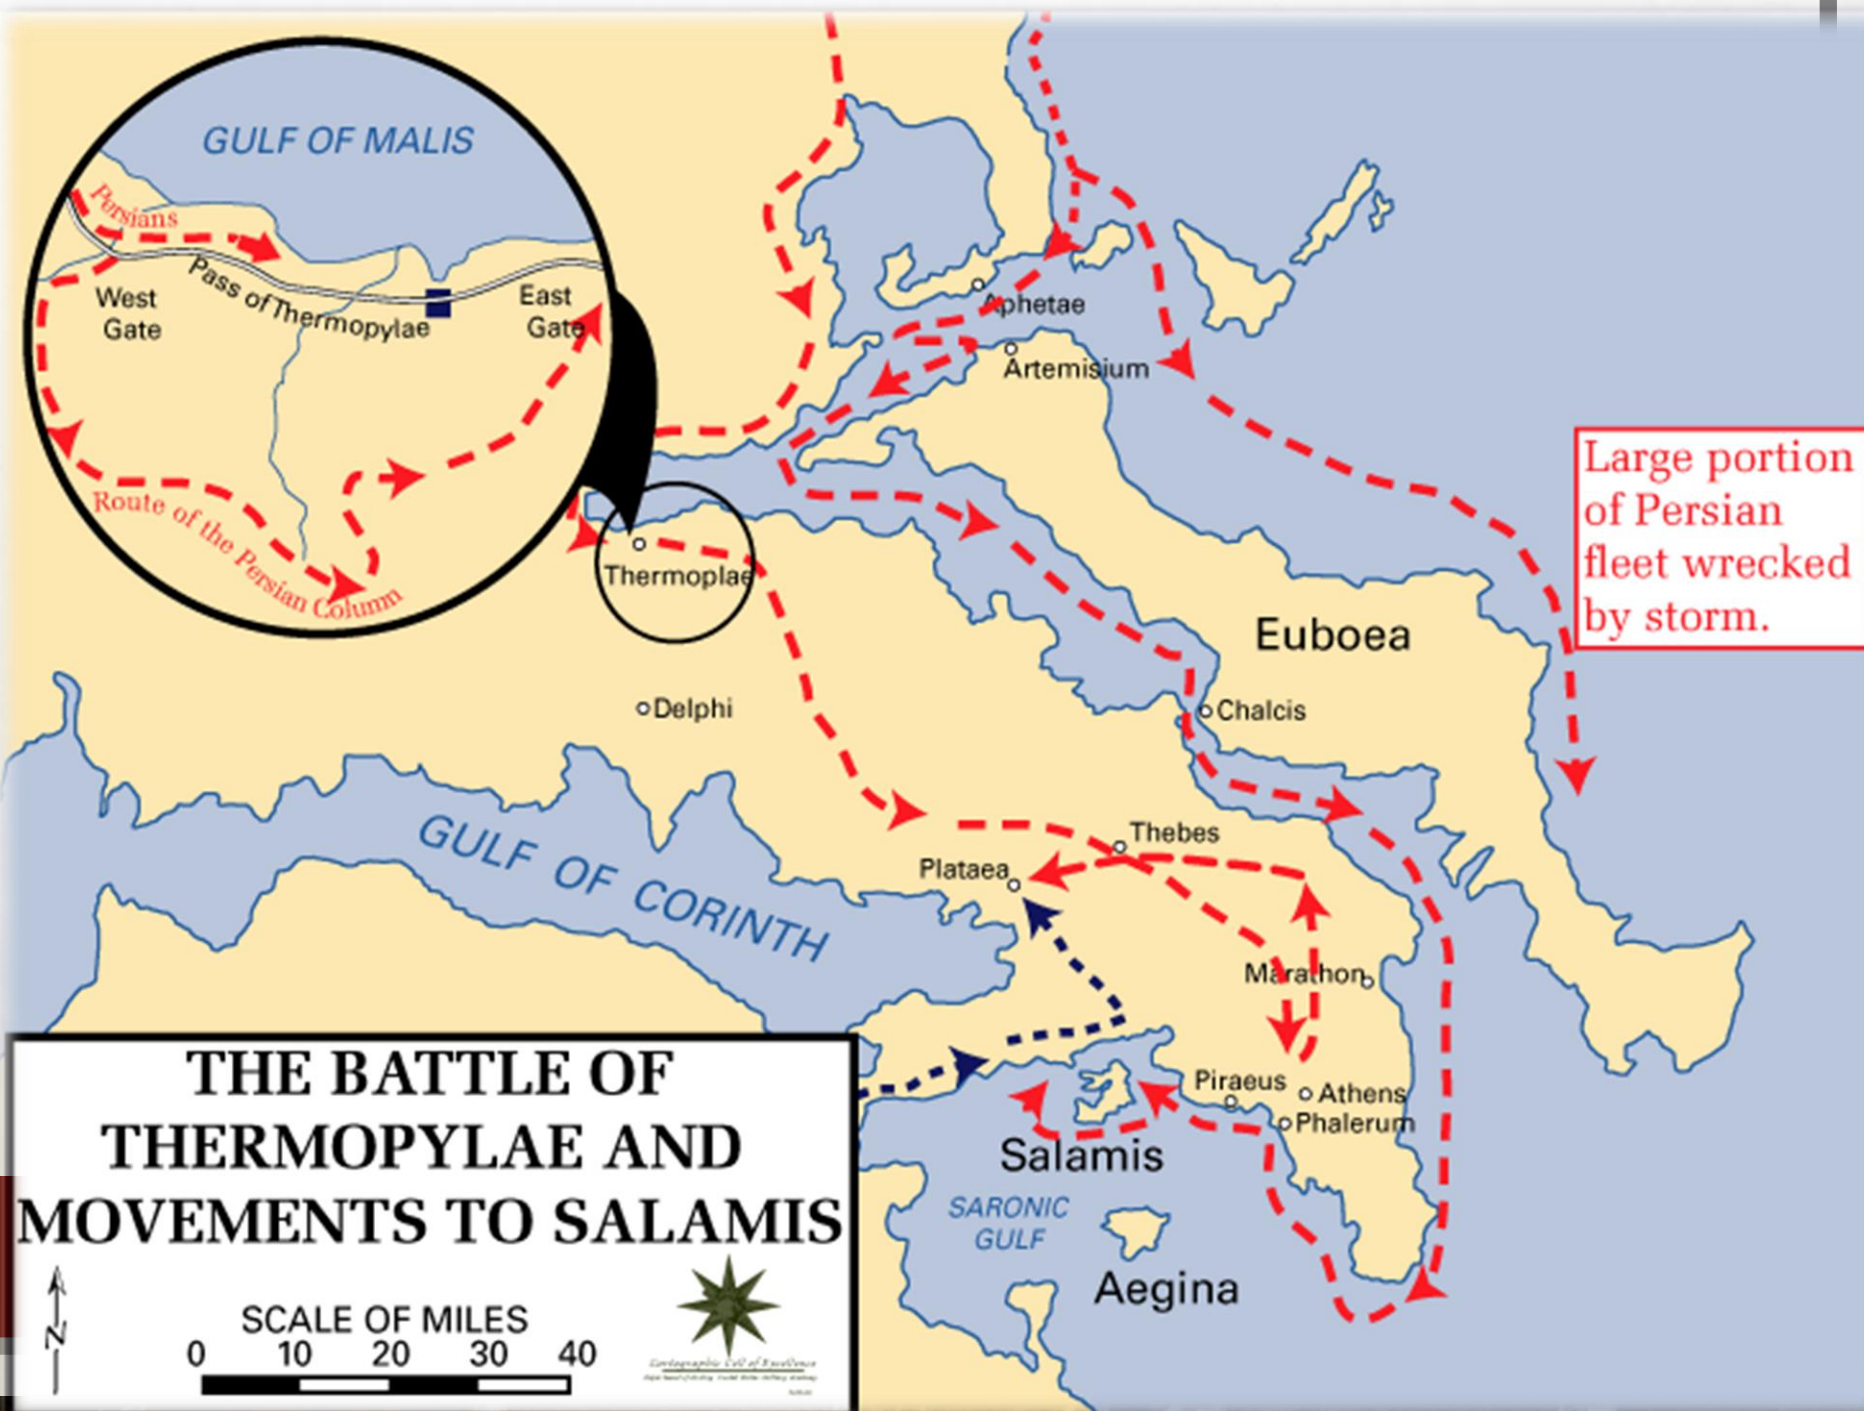 GULF OF MALIS
Persians
West
Gate
Pass of Thermopylae
East
Gate
Route of the Persian Column
Aphetae
Artemisium
Large portion
of Persian
fleet wrecked
by storm.
Thermoplae
Euboea
Delphi
Chalcis
GULF OF CORINTH
Thebes
Plataea
Marathon
Piraeus
Athens
Phalerum
Salamis
SARONIC
GULF
Aegina
THE BATTLE OF
THERMOPYLAE AND
MOVEMENTS TO SALAMIS
N
SCALE OF MILES
0 10 20 30 40